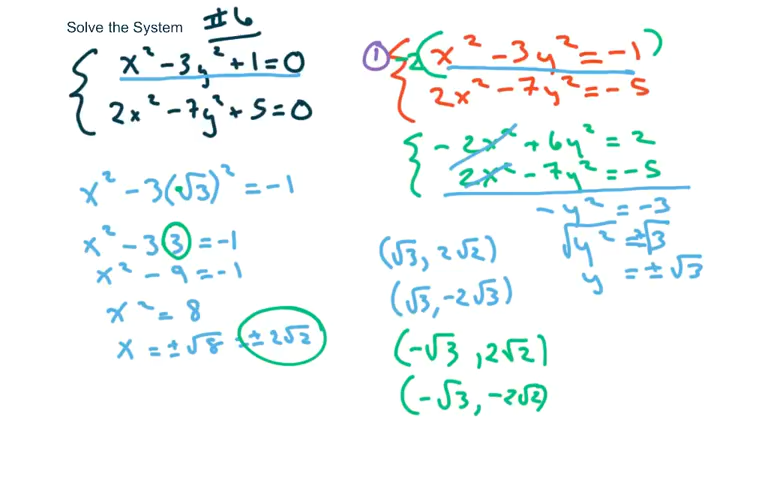 Solve the System #6
x² - 3y² + 1 = 0
2x² - 7y² + 5 = 0
x² - 3(√3)² = -1
x² - 3 3 = -1
x² - 9 = -1
x² = 8
x = ±√8 = ±2√2
① -2(x² - 3y² = -1)
2x² - 7y² = -5
-2x² + 6y² = 2
2x² - 7y² = -5
-y² = -3
√y² = ±√3
y = ±√3
(√3, 2√2)
(√3, -2√3)
(-√3, 2√2)
(-√3, -2√2)